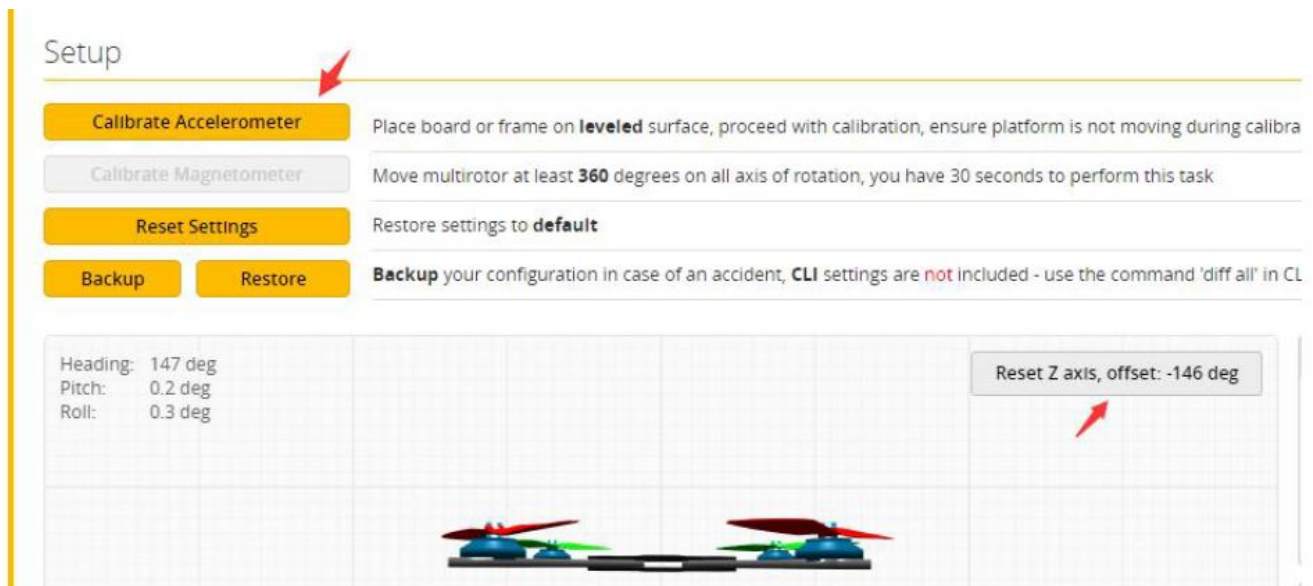 Setup
Calibrate Accelerometer
Place board or frame on leveled surface, proceed with calibration, ensure platform is not moving during calibra
Calibrate Magnetometer
Move multirotor at least 360 degrees on all axis of rotation, you have 30 seconds to perform this task
Reset Settings
Restore settings to default
Backup Restore
Backup your configuration in case of an accident, CLI settings are not included - use the command 'diff all' in CL
Heading: 147 deg
Pitch: 0.2 deg
Roll: 0.3 deg
Reset Z axis, offset: -146 deg